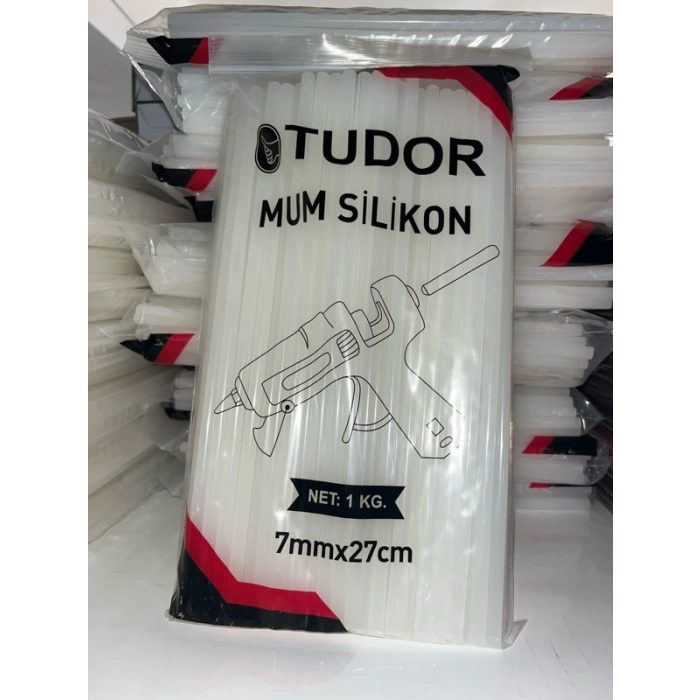 TUDOR
MUM SİLİKON
NET: 1 KG.
7mmx27cm